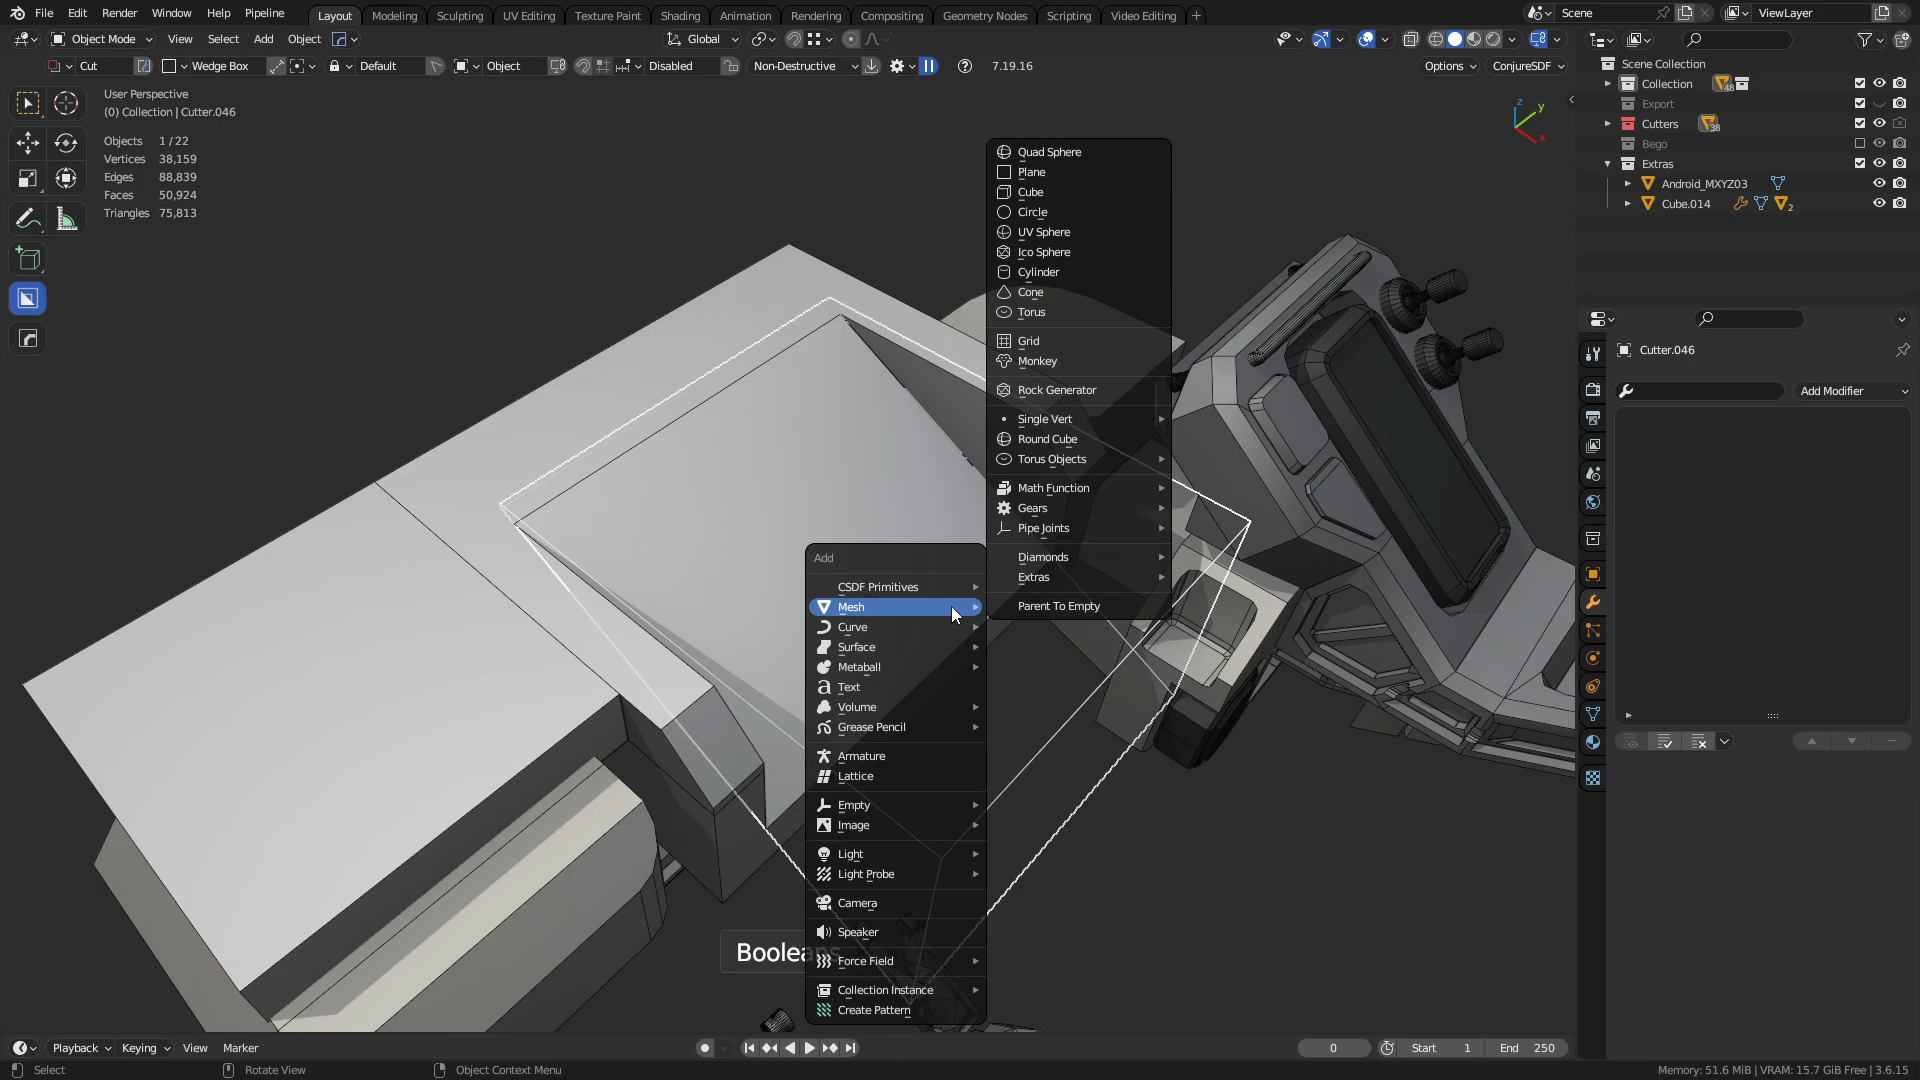 File Edit Render Window Help Pipeline
Layout Modeling Sculpting UV Editing Texture Paint Shading Animation Rendering Compositing Geometry Nodes Scripting Video Editing +
Scene ViewLayer
Object Mode View Select Add Object Global
Cut Wedge Box Default Object Disabled Non-Destructive 7.19.16 Options ConjureSDF
User Perspective
(0) Collection | Cutter.046
Objects 1 / 22
Vertices 38,159
Edges 88,839
Faces 50,924
Triangles 75,813
Z
Y
X
Quad Sphere
Plane
Cube
Circle
UV Sphere
Ico Sphere
Cylinder
Cone
Torus
Grid
Monkey
Rock Generator
Single Vert
Round Cube
Torus Objects
Math Function
Gears
Pipe Joints
Diamonds
Extras
Parent To Empty
Add
CSDF Primitives
Mesh
Curve
Surface
Metaball
Text
Volume
Grease Pencil
Armature
Lattice
Empty
Image
Light
Light Probe
Camera
Speaker
Force Field
Collection Instance
Create Pattern
Scene Collection
Collection 48
Export
Cutters 38
Bego
Extras
Android_MXYZ03
Cube.014 2
Cutter.046
Add Modifier
Playback Keying View Marker
0 Start 1 End 250
Select Rotate View Object Context Menu
Memory: 51.6 MiB | VRAM: 15.7 GiB Free | 3.6.15